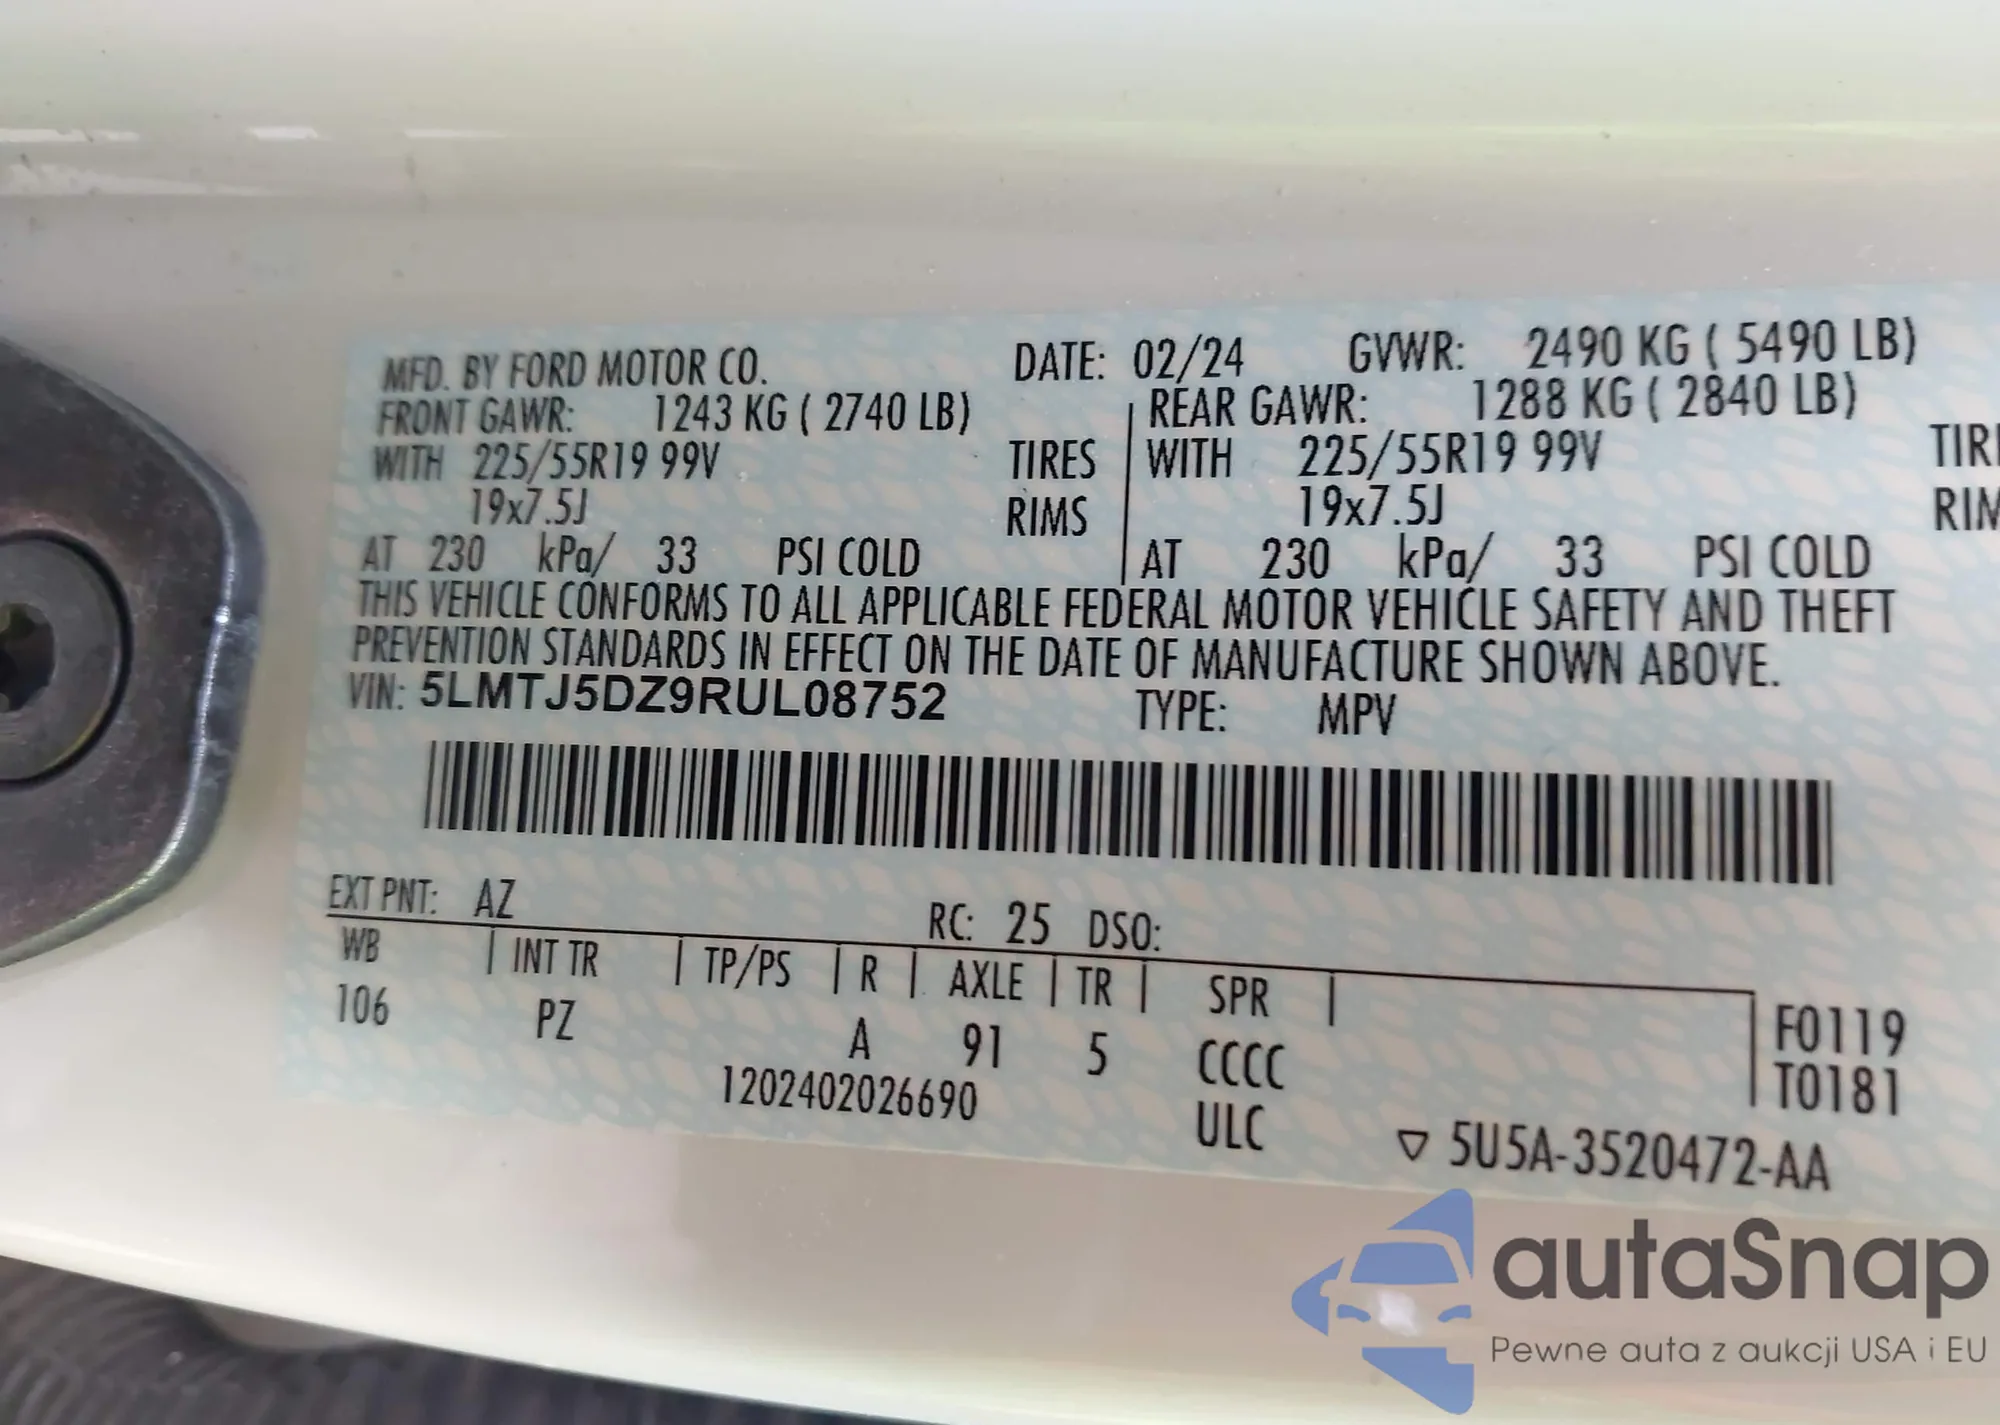 MFD. BY FORD MOTOR CO. DATE: 02/24 GVWR: 2490 KG ( 5490 LB)
FRONT GAWR: 1243 KG ( 2740 LB) REAR GAWR: 1288 KG ( 2840 LB)
WITH 225/55R19 99V TIRES WITH 225/55R19 99V TIRE
19x7.5J RIMS 19x7.5J RIM
AT 230 kPa/ 33 PSI COLD AT 230 kPa/ 33 PSI COLD
THIS VEHICLE CONFORMS TO ALL APPLICABLE FEDERAL MOTOR VEHICLE SAFETY AND THEFT
PREVENTION STANDARDS IN EFFECT ON THE DATE OF MANUFACTURE SHOWN ABOVE.
VIN: 5LMTJ5DZ9RUL08752 TYPE: MPV
EXT PNT: AZ RC: 25 DSO:
WB | INT TR | TP/PS | R | AXLE | TR | SPR |
106 PZ A 91 5 CCCC
F0119
T0181
1202402026690 ULC
▽ 5U5A-3520472-AA
autaSnap
Pewne auta z aukcji USA i EU